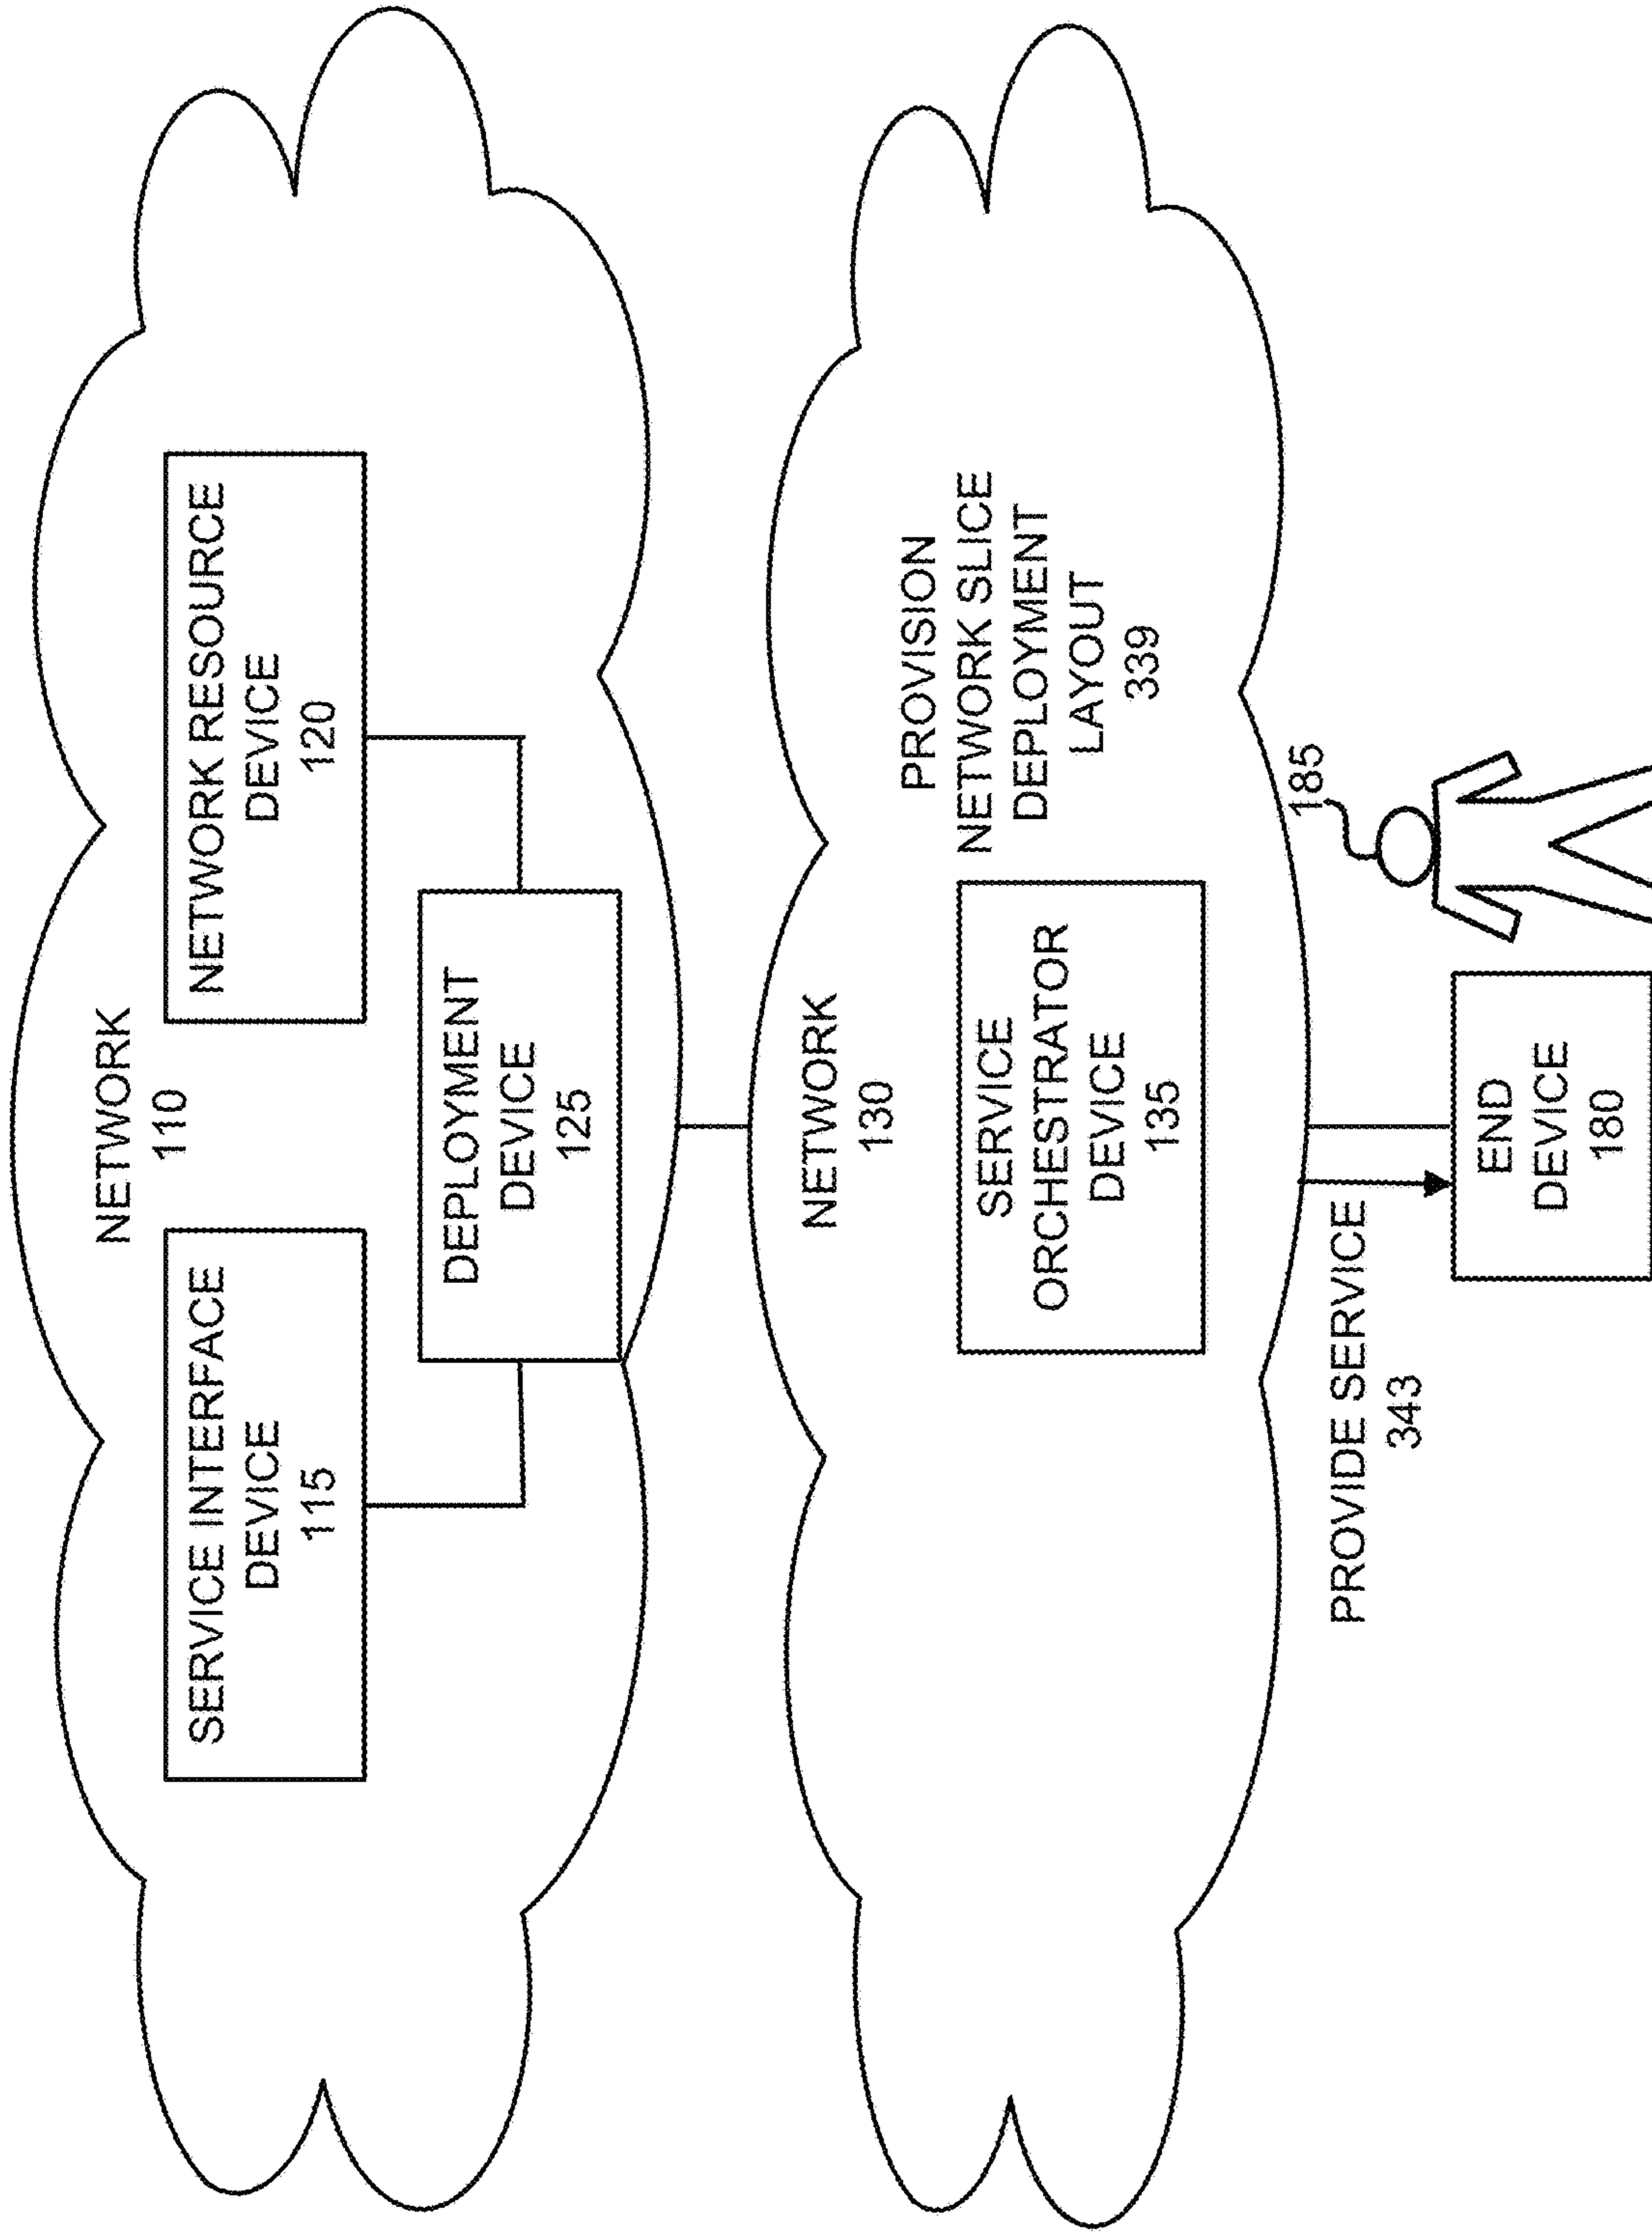 NETWORK
110
SERVICE INTERFACE
DEVICE
115
NETWORK RESOURCE
DEVICE
120
DEPLOYMENT
DEVICE
125
NETWORK
130
SERVICE
ORCHESTRATOR
DEVICE
135
PROVISION
NETWORK SLICE
DEPLOYMENT
LAYOUT
339
PROVIDE SERVICE
343
END
DEVICE
180
185